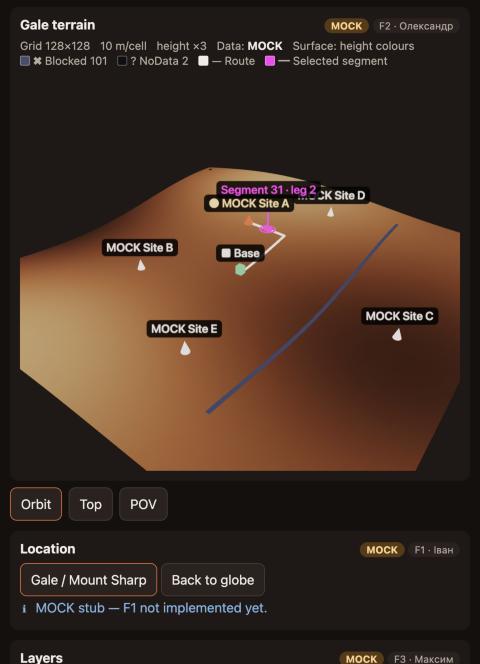 Gale terrain MOCK F2 · Олександр
Grid 128×128 10 m/cell height ×3 Data: MOCK Surface: height colours
✖ Blocked 101 ? NoData 2 — Route — Selected segment
Segment 31 · leg 2
MOCK Site A
Site D
MOCK Site B
Base
MOCK Site C
MOCK Site E
Orbit Top POV
Location MOCK F1 · Іван
Gale / Mount Sharp Back to globe
ℹ MOCK stub — F1 not implemented yet.
Layers MOCK F3 · Максим